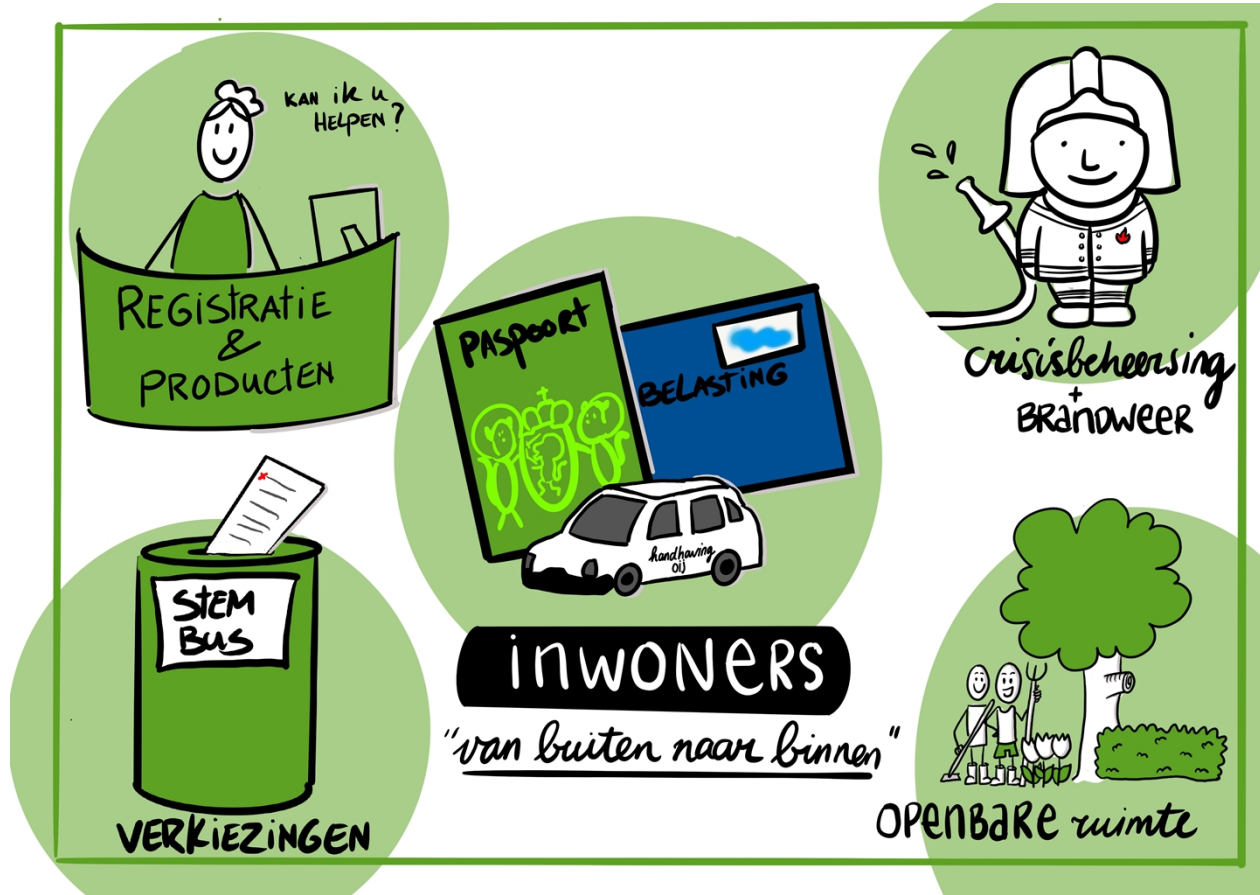 KAN ik u
HELPEN?
REGISTRATIE
&
PRODUCTEN
PASPOORT
BELASTING
handhaving
oij
crisisbeheersing
+
BRANDWEER
STEM
BUS
VERKIEZINGEN
INWONERS
"van buiten naar binnen"
OPENBARE ruimte